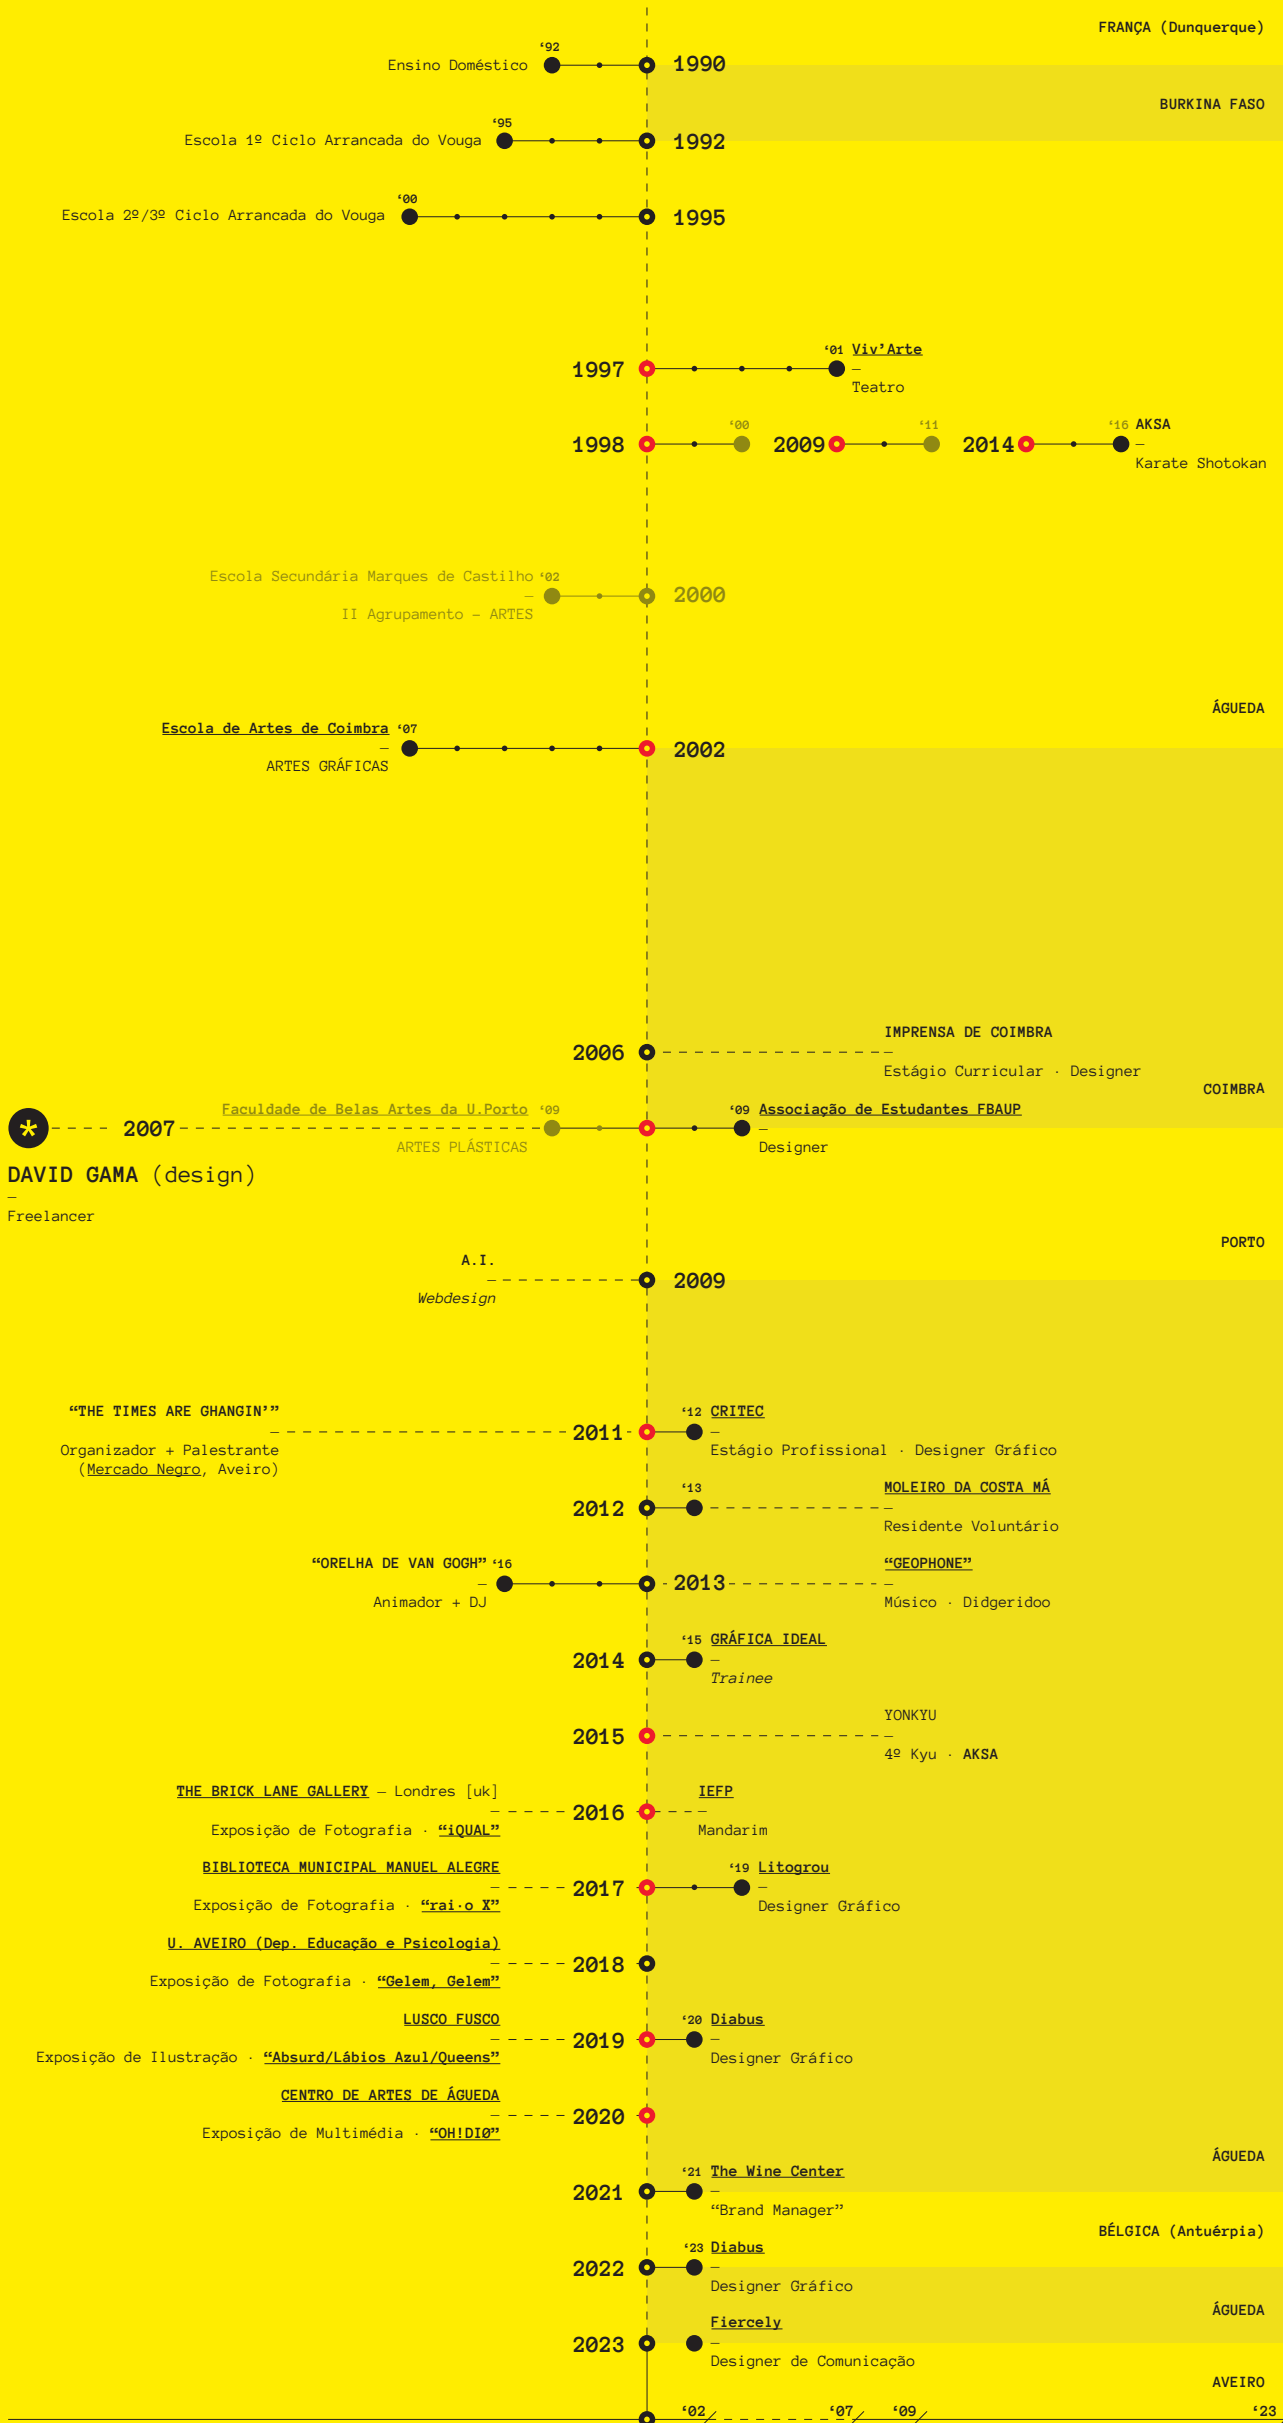 FRANÇA (Dunquerque)
‘92
Ensino Doméstico
1990
BURKINA FASO
‘95
Escola 1º Ciclo Arrancada do Vouga
1992
‘00
Escola 2º/3º Ciclo Arrancada do Vouga
1995
1997
‘01 Viv’Arte
—
Teatro
1998
‘00
2009
‘11
2014
‘16 AKSA
—
Karate Shotokan
Escola Secundária Marques de Castilho ‘02
—
II Agrupamento – ARTES
2000
ÁGUEDA
Escola de Artes de Coimbra ‘07
—
ARTES GRÁFICAS
2002
2006
IMPRENSA DE COIMBRA
—
Estágio Curricular · Designer
COIMBRA
*
2007
Faculdade de Belas Artes da U.Porto ‘09
ARTES PLÁSTICAS
‘09 Associação de Estudantes FBAUP
—
Designer
DAVID GAMA (design)
—
Freelancer
PORTO
A.I.
—
Webdesign
2009
“THE TIMES ARE GHANGIN’”
—
Organizador + Palestrante
(Mercado Negro, Aveiro)
2011
‘12 CRITEC
—
Estágio Profissional · Designer Gráfico
2012
‘13
MOLEIRO DA COSTA MÁ
—
Residente Voluntário
“ORELHA DE VAN GOGH” ‘16
—
Animador + DJ
2013
“GEOPHONE”
—
Músico · Didgeridoo
2014
‘15 GRÁFICA IDEAL
—
Trainee
2015
YONKYU
—
4º Kyu · AKSA
THE BRICK LANE GALLERY – Londres [uk]
—
Exposição de Fotografia · “iQUAL”
2016
IEFP
—
Mandarim
BIBLIOTECA MUNICIPAL MANUEL ALEGRE
—
Exposição de Fotografia · “rai·o X”
2017
‘19 Litogrou
—
Designer Gráfico
U. AVEIRO (Dep. Educação e Psicologia)
—
Exposição de Fotografia · “Gelem, Gelem”
2018
LUSCO FUSCO
—
Exposição de Ilustração · “Absurd/Lábios Azul/Queens”
2019
‘20 Diabus
—
Designer Gráfico
CENTRO DE ARTES DE ÁGUEDA
—
Exposição de Multimédia · “OH!DIØ”
2020
ÁGUEDA
2021
‘21 The Wine Center
—
“Brand Manager”
BÉLGICA (Antuérpia)
2022
‘23 Diabus
—
Designer Gráfico
ÁGUEDA
2023
Fiercely
—
Designer de Comunicação
AVEIRO
‘02 ‘07 ‘09 ‘23